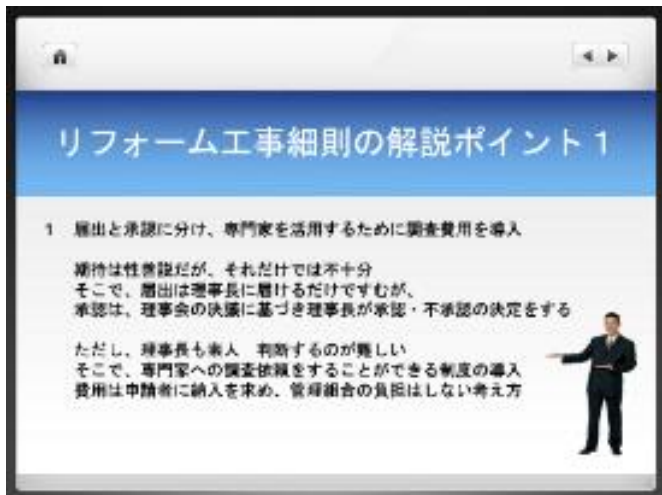 リフォーム工事細則の解説ポイント1
1 届出と承認に分け、専門家を活用するために調査費用を導入
期待は性善説だが、それだけでは不十分
そこで、届出は理事長に届けるだけですむが、
承認は、理事会の決議に基づき理事長が承認・不承認の決定をする
ただし、理事長も素人 判断するのが難しい
そこで、専門家への調査依頼をすることができる制度の導入
費用は申請者に納入を求め、管理組合の負担はしない考え方